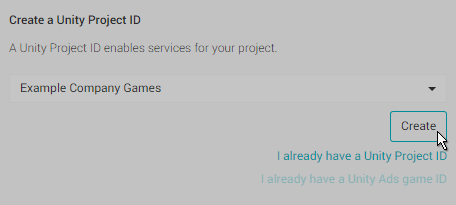 Create a Unity Project ID
A Unity Project ID enables services for your project.
Example Company Games
Create
I already have a Unity Project ID
I already have a Unity Ads game ID